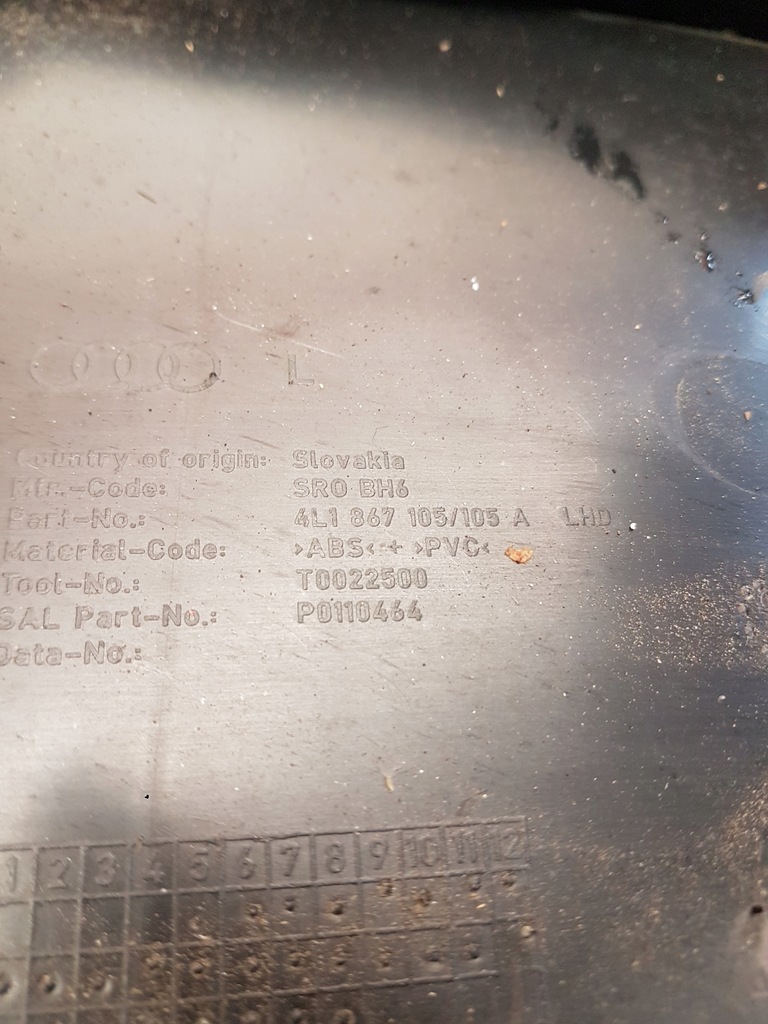 L
Country of origin: Slovakia
Mfr.-Code: SRO BH6
Part-No.: 4L1 867 105/105 A LHD
Material-Code: >ABS< + >PVC<
Tool-No.: T0022500
SAL Part-No.: P0110464
Data-No.:
1 2 3 4 5 6 7 8 9 10 11 12